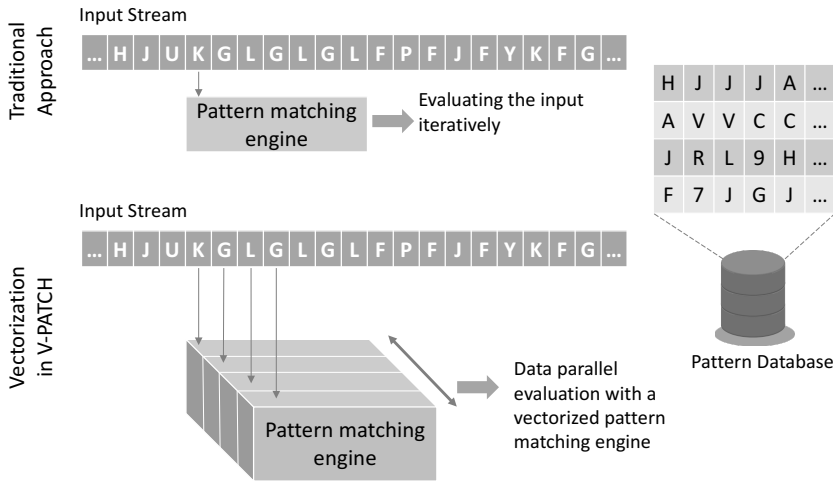 Traditional
Approach
Input Stream
... H J U K G L G L G L F P F J F Y K F G ...
Pattern matching
engine
Evaluating the input
iteratively
Vectorization
in V-PATCH
Input Stream
... H J U K G L G L G L F P F J F Y K F G ...
Pattern matching
engine
Data parallel
evaluation with a
vectorized pattern
matching engine
H J J J A ...
A V V C C ...
J R L 9 H ...
F 7 J G J ...
Pattern Database